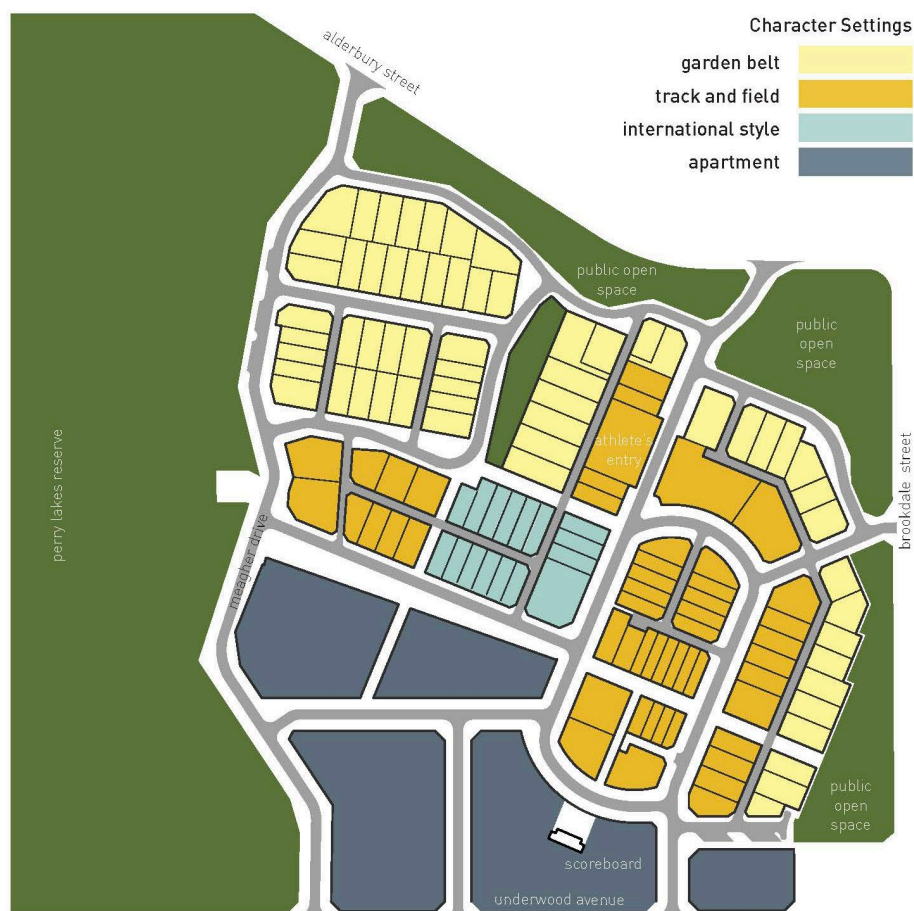 Character Settings
garden belt
track and field
international style
apartment
alderbury street
public open
space
public
open
space
athlete's
entry
perry lakes reserve
meagher drive
brookdale street
public
open
space
scoreboard
underwood avenue